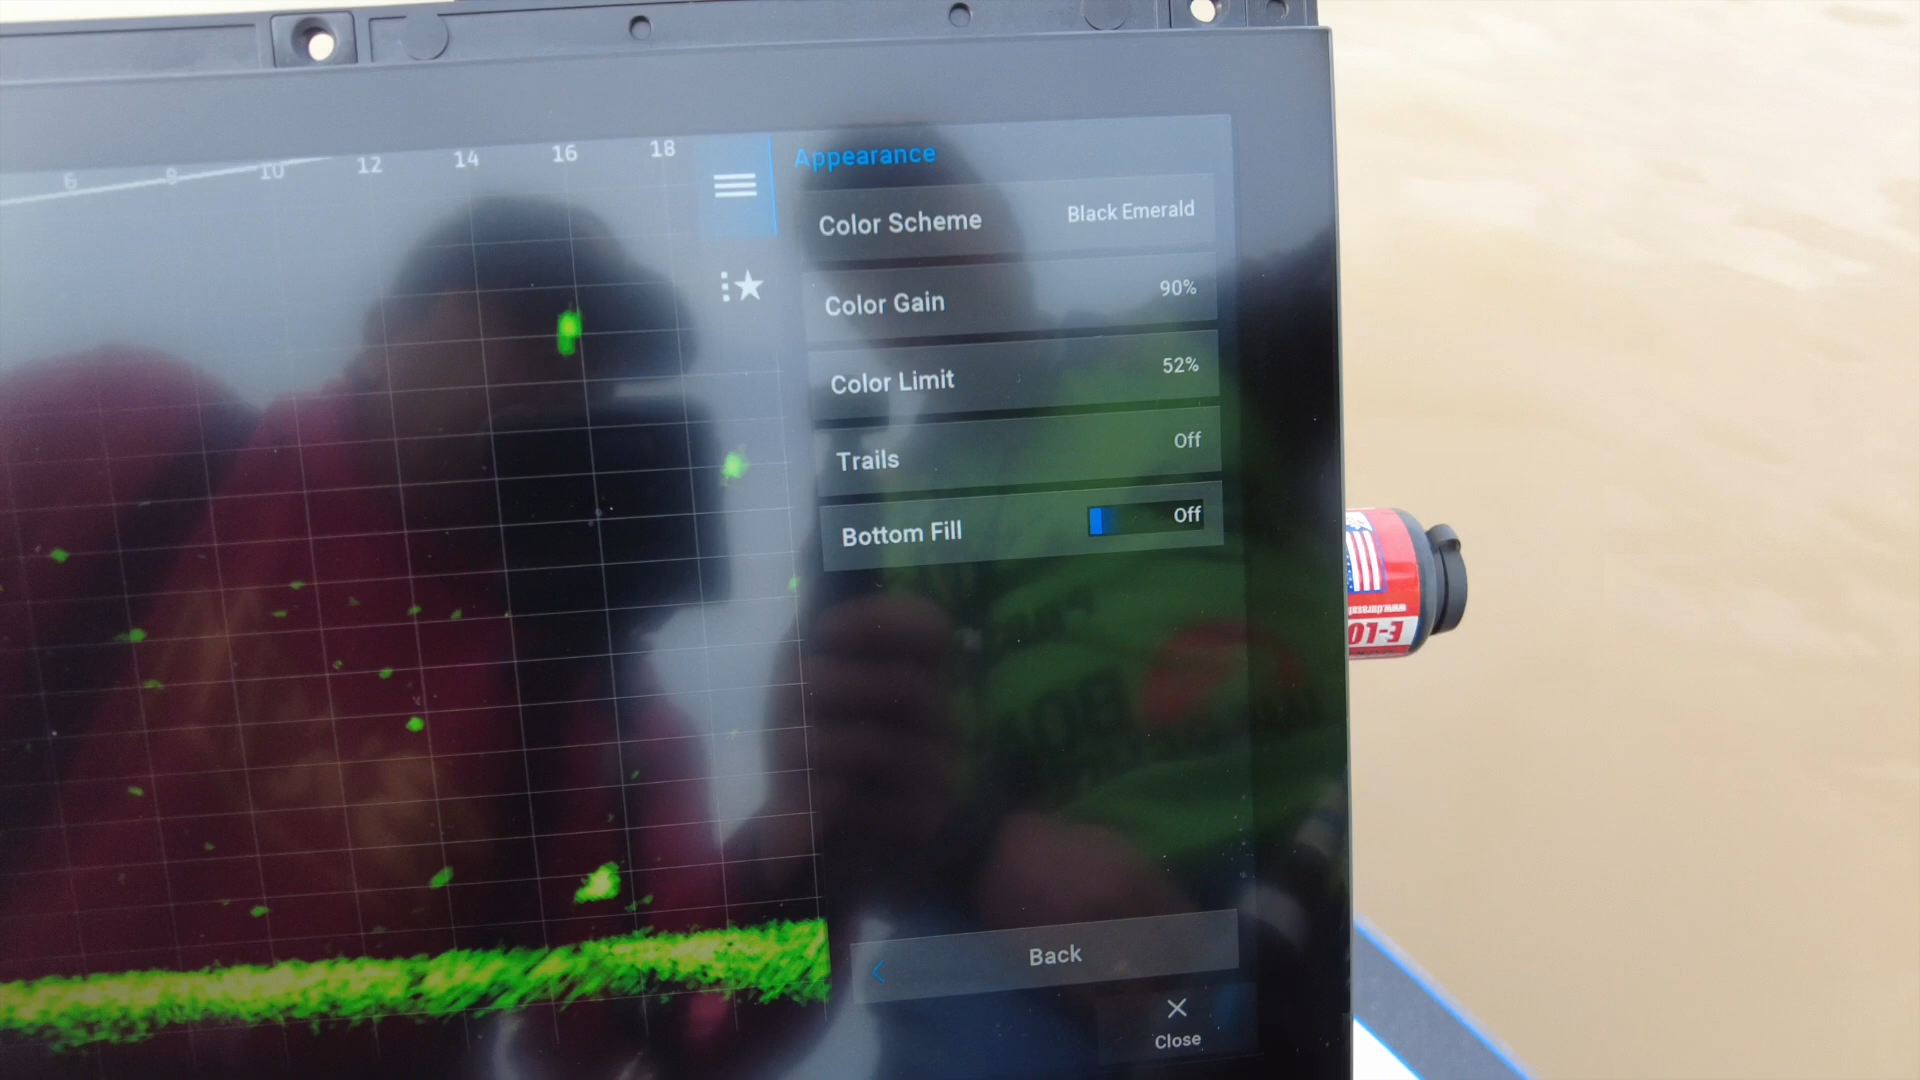 6 8 10 12 14 16 18
Appearance
Color Scheme Black Emerald
Color Gain 90%
Color Limit 52%
Trails Off
Bottom Fill Off
Back
Close
E-LO